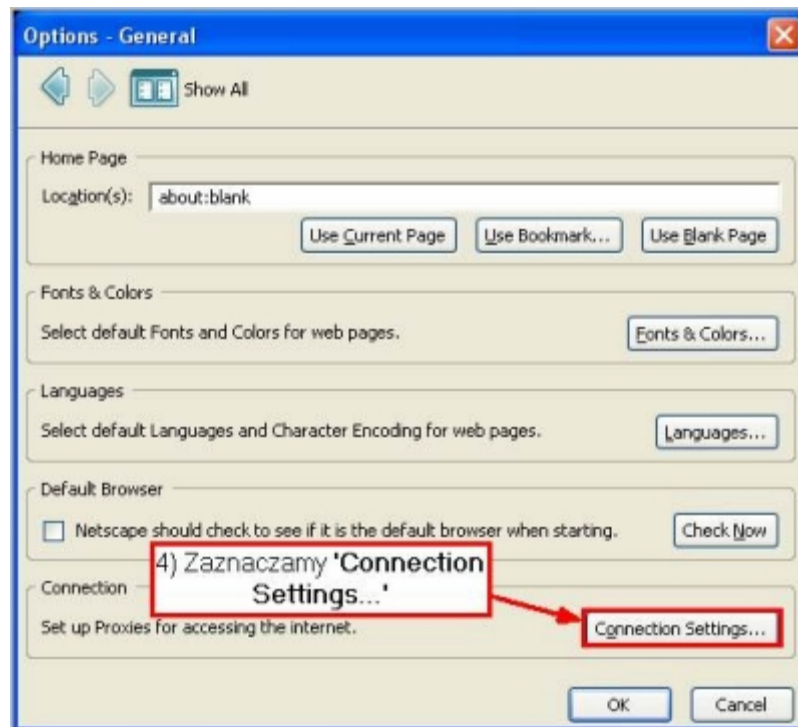 Options - General
Show All
Home Page
Location(s): about:blank
Use Current Page Use Bookmark... Use Blank Page
Fonts & Colors
Select default Fonts and Colors for web pages. Fonts & Colors...
Languages
Select default Languages and Character Encoding for web pages. Languages...
Default Browser
Netscape should check to see if it is the default browser when starting. Check Now
4) Zaznaczamy 'Connection
Settings...'
Connection
Set up Proxies for accessing the internet. Connection Settings...
OK Cancel